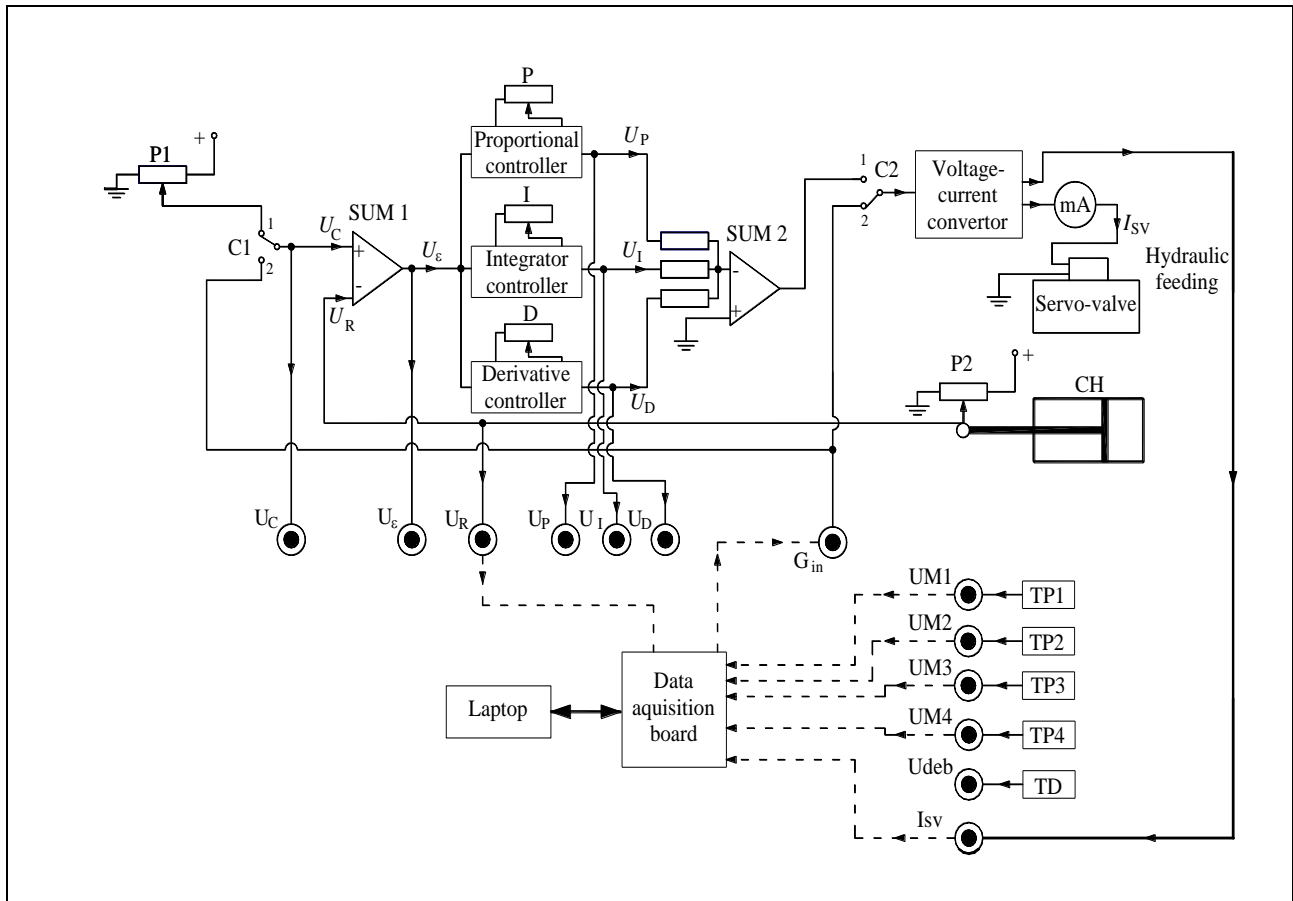 P
P1
+
Proportional
controller
U_P
1
C1
2
U_C
SUM 1
+
-
U_R
U_ε
I
Integrator
controller
U_I
D
Derivative
controller
U_D
SUM 2
-
+
1
C2
2
Voltage-
current
convertor
mA
I_SV
Hydraulic
feeding
Servo-valve
P2
+
CH
U_C
U_ε
U_R
U_P
U_I
U_D
G_in
UM1
TP1
UM2
TP2
UM3
TP3
UM4
TP4
Udeb
TD
Isv
Laptop
Data
aquisition
board